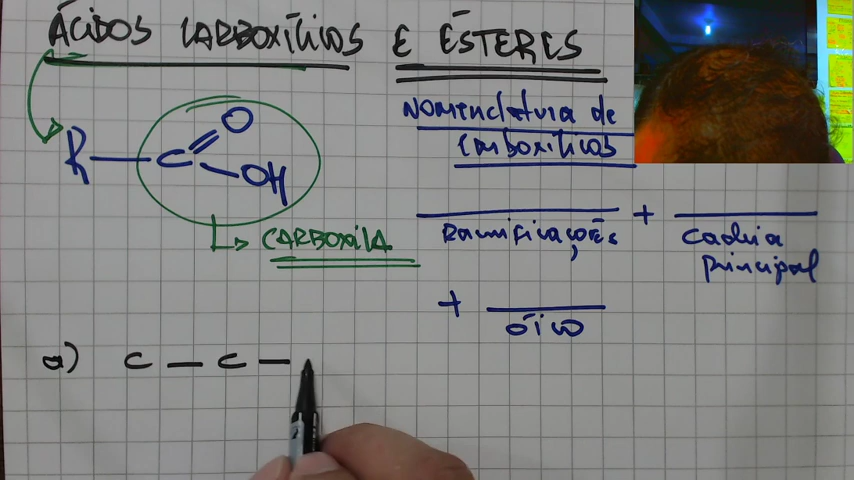 ÁCIDOS CARBOXÍLICOS E ÉSTERES
NOMENCLATURA de
CARBOXÍLICOS
R — C
O
OH
CARBOXILA
Ramificações, + cadeia principal
+ óico
a) C — C —